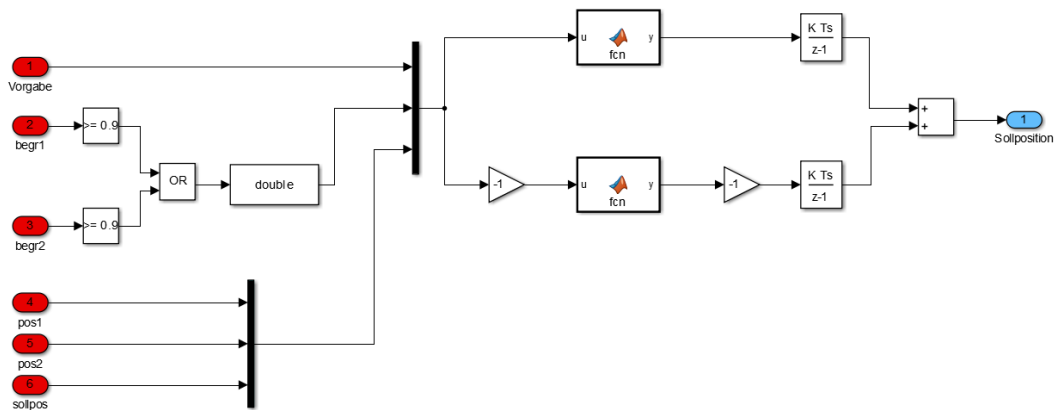 1
Vorgabe
2
begr1
>= 0.9
3
begr2
>= 0.9
OR
double
4
pos1
5
pos2
6
sollpos
u
y
fcn
K Ts
z-1
-1
u
y
fcn
-1
K Ts
z-1
+
+
1
Sollposition